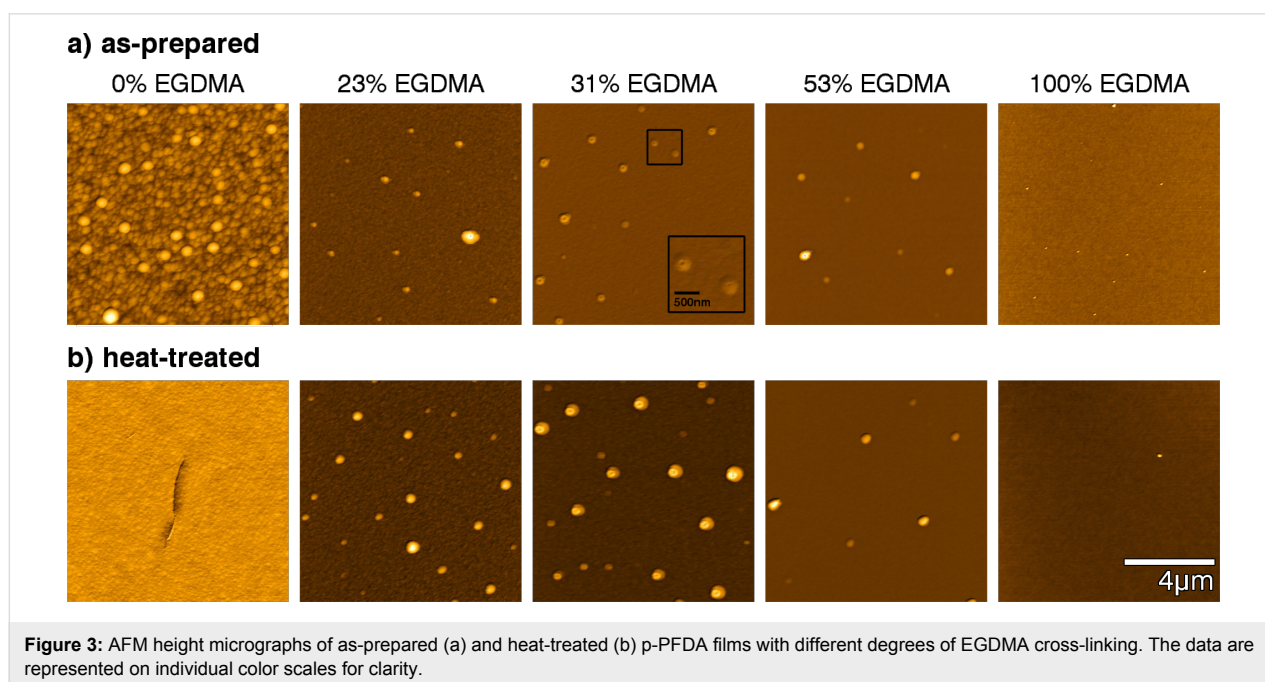 a) as-prepared
0% EGDMA 23% EGDMA 31% EGDMA 53% EGDMA 100% EGDMA
500nm
b) heat-treated
4μm
Figure 3: AFM height micrographs of as-prepared (a) and heat-treated (b) p-PFDA films with different degrees of EGDMA cross-linking. The data are
represented on individual color scales for clarity.